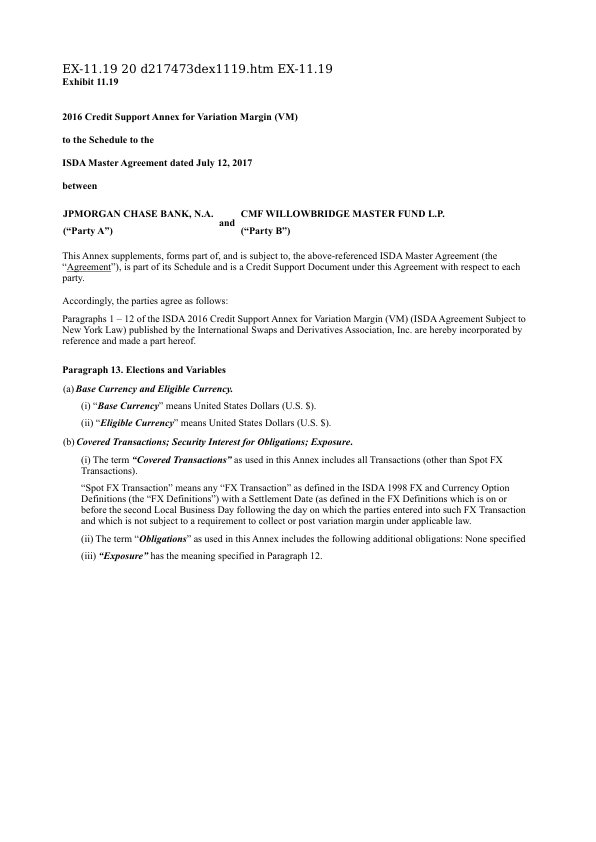 EX-11.19 20 d217473dex1119.htm EX-11.19
Exhibit 11.19
2016 Credit Support Annex for Variation Margin (VM)
to the Schedule to the
ISDA Master Agreement dated July 12, 2017
between
JPMORGAN CHASE BANK, N.A. and CMF WILLOWBRIDGE MASTER FUND L.P.
(“Party A”) (“Party B”)
This Annex supplements, forms part of, and is subject to, the above-referenced ISDA Master Agreement (the
“Agreement”), is part of its Schedule and is a Credit Support Document under this Agreement with respect to each
party.
Accordingly, the parties agree as follows:
Paragraphs 1 – 12 of the ISDA 2016 Credit Support Annex for Variation Margin (VM) (ISDA Agreement Subject to
New York Law) published by the International Swaps and Derivatives Association, Inc. are hereby incorporated by
reference and made a part hereof.
Paragraph 13. Elections and Variables
(a) Base Currency and Eligible Currency.
(i) “Base Currency” means United States Dollars (U.S. $).
(ii) “Eligible Currency” means United States Dollars (U.S. $).
(b) Covered Transactions; Security Interest for Obligations; Exposure.
(i) The term “Covered Transactions” as used in this Annex includes all Transactions (other than Spot FX
Transactions).
“Spot FX Transaction” means any “FX Transaction” as defined in the ISDA 1998 FX and Currency Option
Definitions (the “FX Definitions”) with a Settlement Date (as defined in the FX Definitions which is on or
before the second Local Business Day following the day on which the parties entered into such FX Transaction
and which is not subject to a requirement to collect or post variation margin under applicable law.
(ii) The term “Obligations” as used in this Annex includes the following additional obligations: None specified
(iii) “Exposure” has the meaning specified in Paragraph 12.